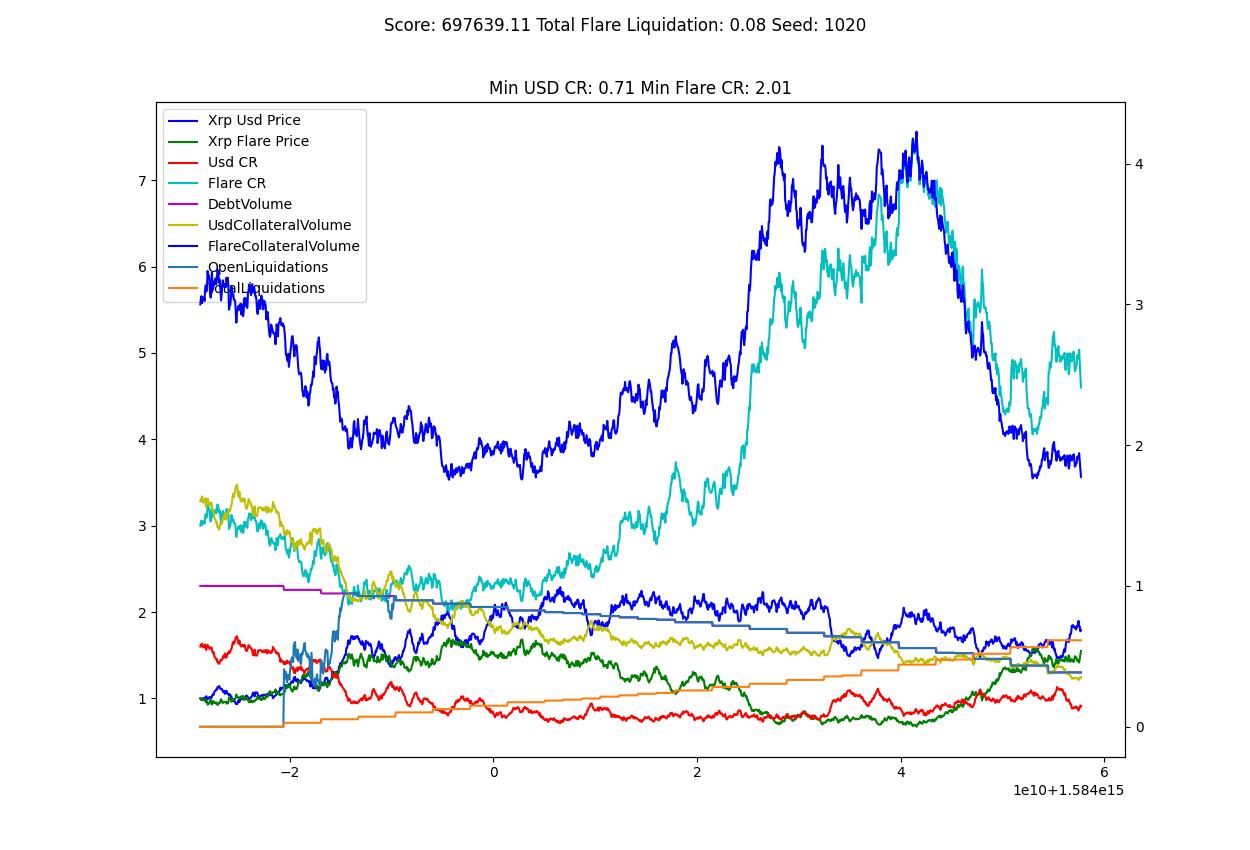 Score: 697639.11 Total Flare Liquidation: 0.08 Seed: 1020
Min USD CR: 0.71 Min Flare CR: 2.01
Xrp Usd Price
Xrp Flare Price
Usd CR
Flare CR
DebtVolume
UsdCollateralVolume
FlareCollateralVolume
OpenLiquidations
TotalLiquidations
7
6
5
4
3
2
1
4
3
2
1
0
−2
0
2
4
6
1e10+1.584e15